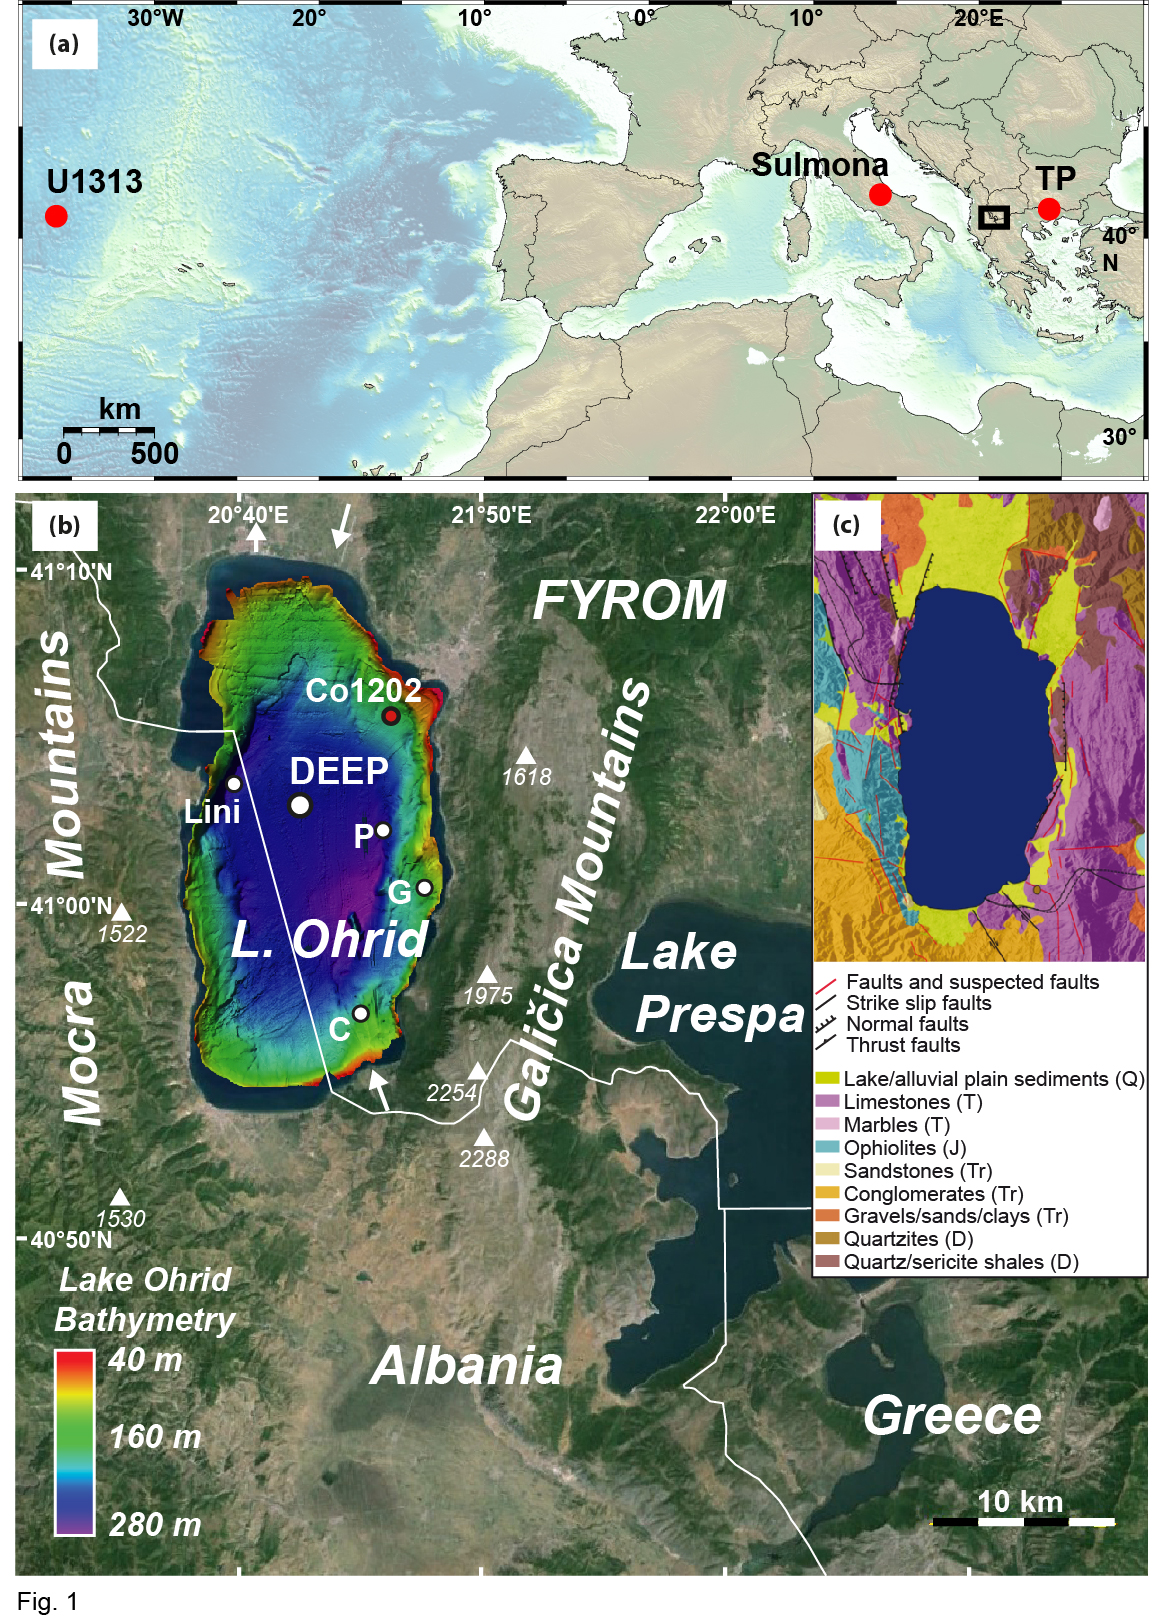 30°W 20° 10° 0° 10° 20°E
(a)
U1313
Sulmona
TP
40°
N
km
0 500
30°
(b)
20°40'E 21°50'E 22°00'E
(c)
41°10'N
FYROM
Mocra Mountains
Co1202
DEEP
Lini
P
G
1618
Galičica Mountains
41°00'N
1522
L. Ohrid
Lake
Prespa
1975
C
2254
2288
1530
40°50'N
Faults and suspected faults
Strike slip faults
Normal faults
Thrust faults
Lake/alluvial plain sediments (Q)
Limestones (T)
Marbles (T)
Ophiolites (J)
Sandstones (Tr)
Conglomerates (Tr)
Gravels/sands/clays (Tr)
Quartzites (D)
Quartz/sericite shales (D)
Lake Ohrid
Bathymetry
40 m
160 m
280 m
Albania
Greece
10 km
Fig. 1